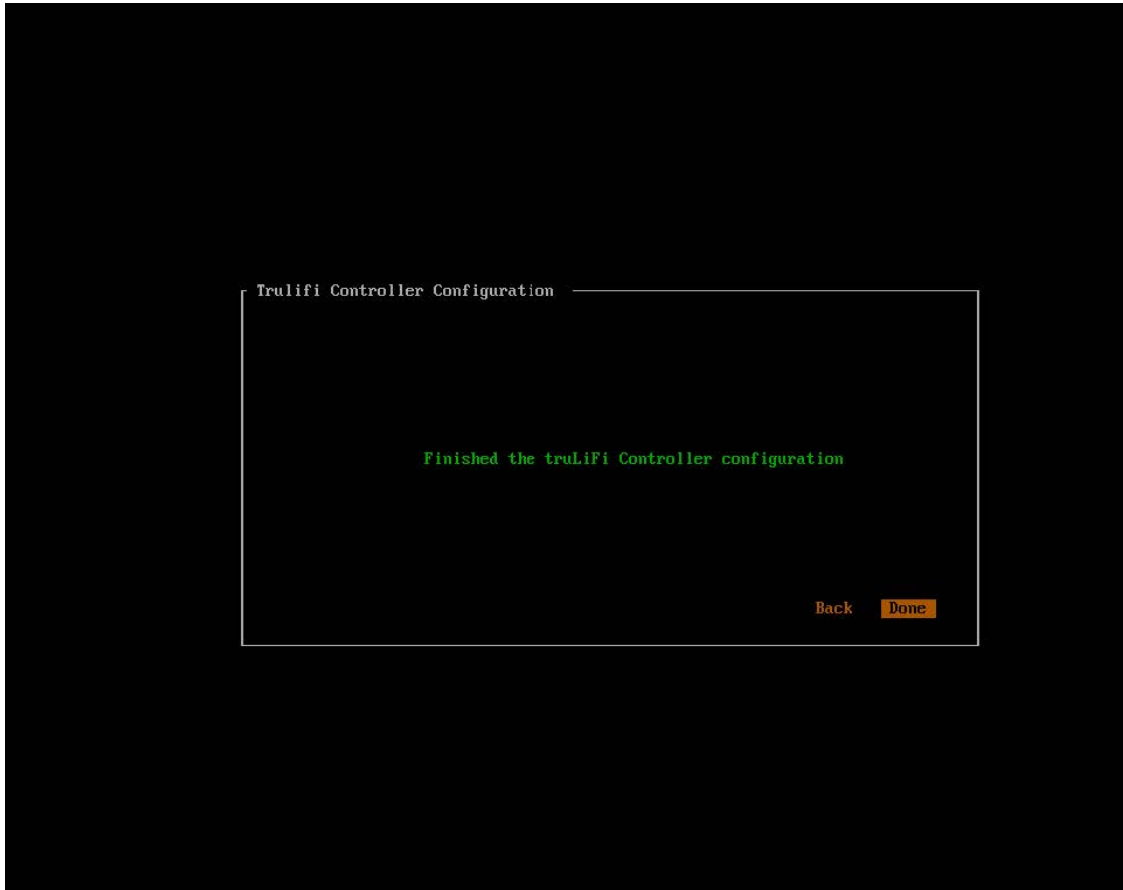 Trulifi Controller Configuration
Finished the truLiFi Controller configuration
Back Done